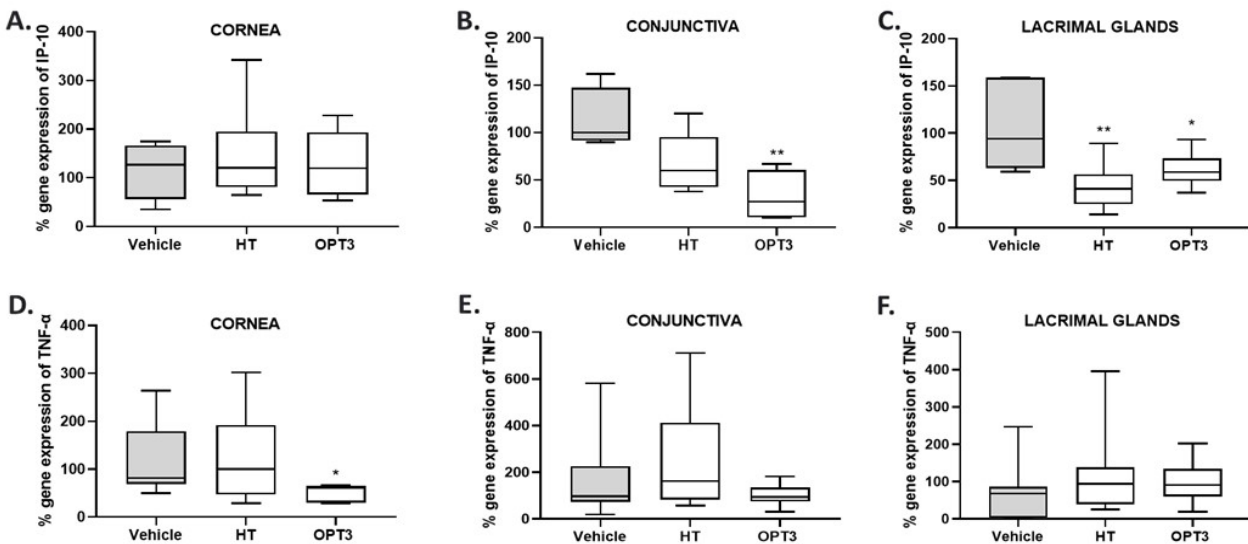 A.
CORNEA
% gene expression of IP-10
400
300
200
100
0
Vehicle HT OPT3
B.
CONJUNCTIVA
% gene expression of IP-10
200
150
100
50
0
**
Vehicle HT OPT3
C.
LACRIMAL GLANDS
% gene expression of IP-10
200
150
100
50
0
** *
Vehicle HT OPT3
D.
CORNEA
% gene expression of TNF-α
400
300
200
100
0
*
Vehicle HT OPT3
E.
CONJUNCTIVA
% gene expression of TNF-α
800
600
400
200
0
Vehicle HT OPT3
F.
LACRIMAL GLANDS
% gene expression of TNF-α
500
400
300
200
100
0
Vehicle HT OPT3